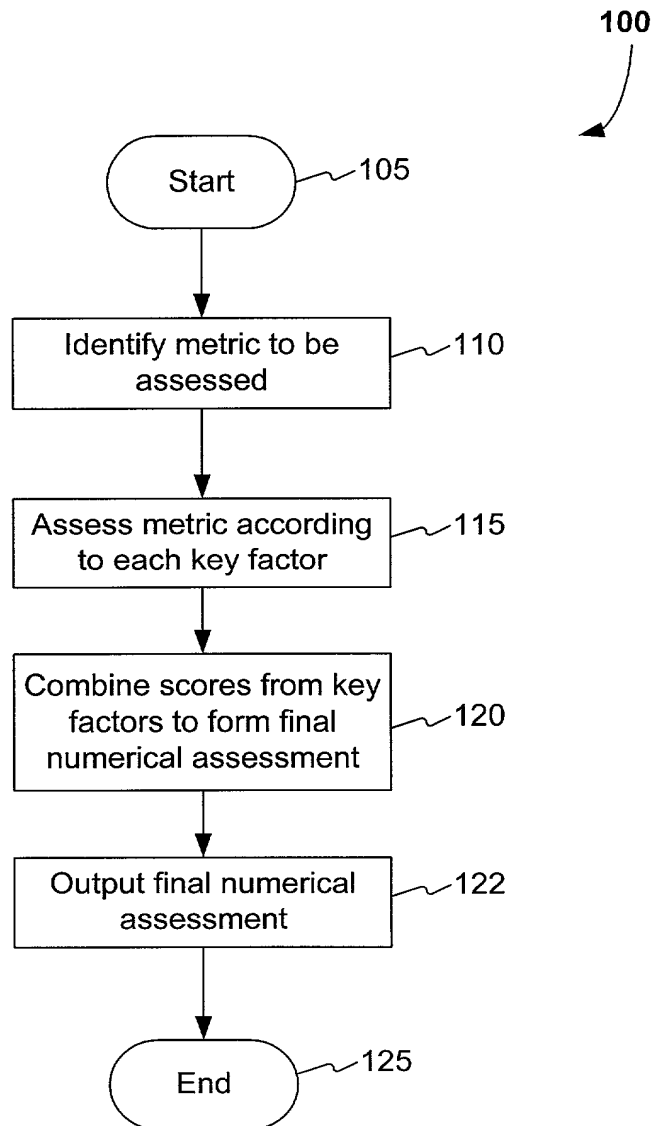 100
Start
105
Identify metric to be
assessed
110
Assess metric according
to each key factor
115
Combine scores from key
factors to form final
numerical assessment
120
Output final numerical
assessment
122
End
125